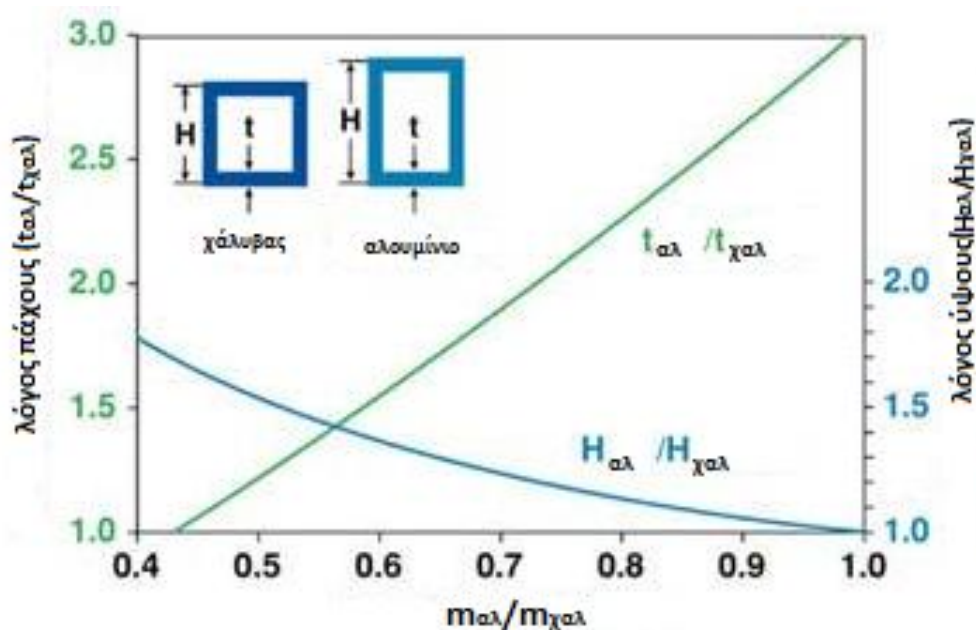 λόγος πάχους (tαλ/tχαλ)
3.0
2.5
2.0
1.5
1.0
H
t
χάλυβας
H
t
αλουμίνιο
tαλ /tχαλ
Hαλ /Hχαλ
2.0
1.5
1.0
λόγος ύψους(Hαλ/Hχαλ)
0.4 0.5 0.6 0.7 0.8 0.9 1.0
mαλ/mχαλ